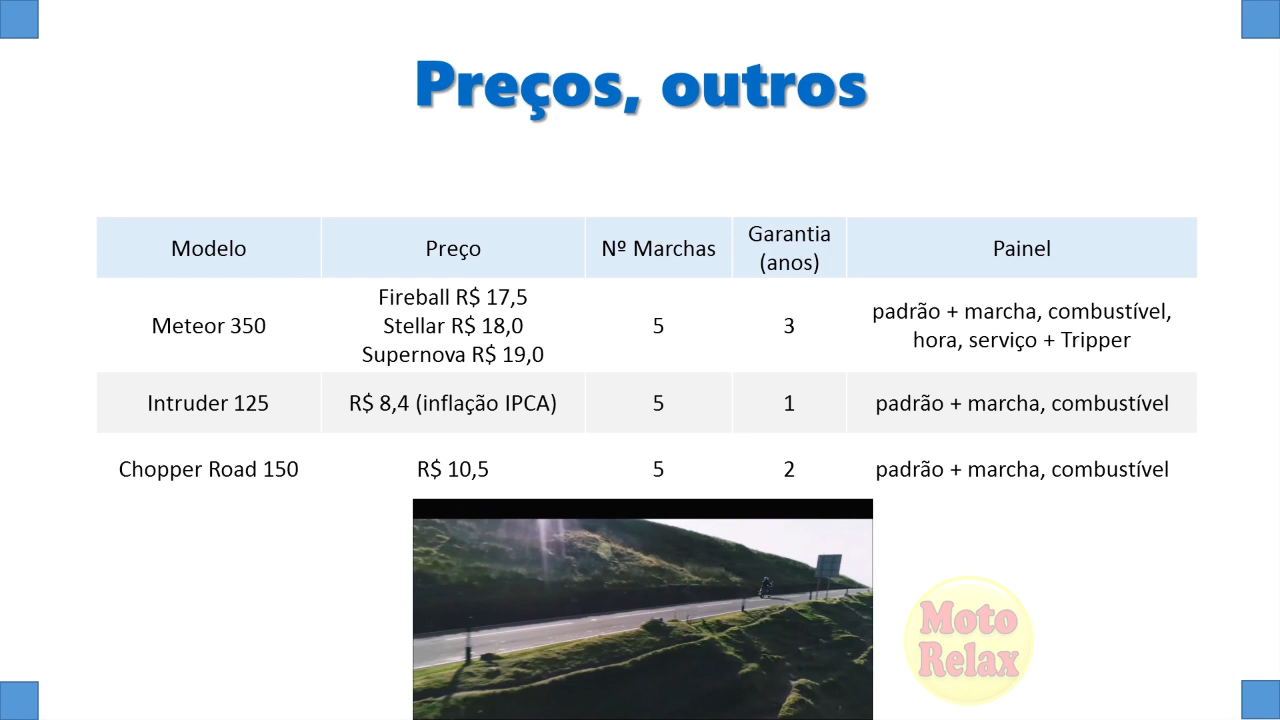 Preços, outros
Modelo Preço Nº Marchas Garantia (anos) Painel
Meteor 350
Fireball R$ 17,5
Stellar R$ 18,0
Supernova R$ 19,0
5
3
padrão + marcha, combustível,
hora, serviço + Tripper
Intruder 125 R$ 8,4 (inflação IPCA) 5 1 padrão + marcha, combustível
Chopper Road 150 R$ 10,5 5 2 padrão + marcha, combustível
Moto
Relax